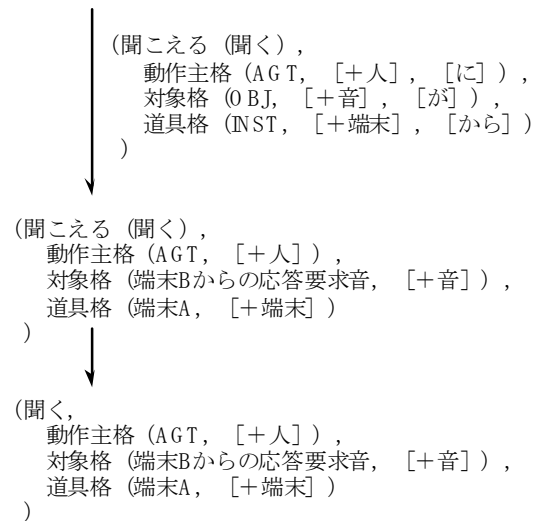 (聞こえる (聞く),
動作主格 (AGT, [+人], [に]),
対象格 (OBJ, [+音], [が]),
道具格 (INST, [+端末], [から])
)
(聞こえる (聞く),
動作主格 (AGT, [+人]),
対象格 (端末Bからの応答要求音, [+音]),
道具格 (端末A, [+端末])
)
(聞く,
動作主格 (AGT, [+人]),
対象格 (端末Bからの応答要求音, [+音]),
道具格 (端末A, [+端末])
)